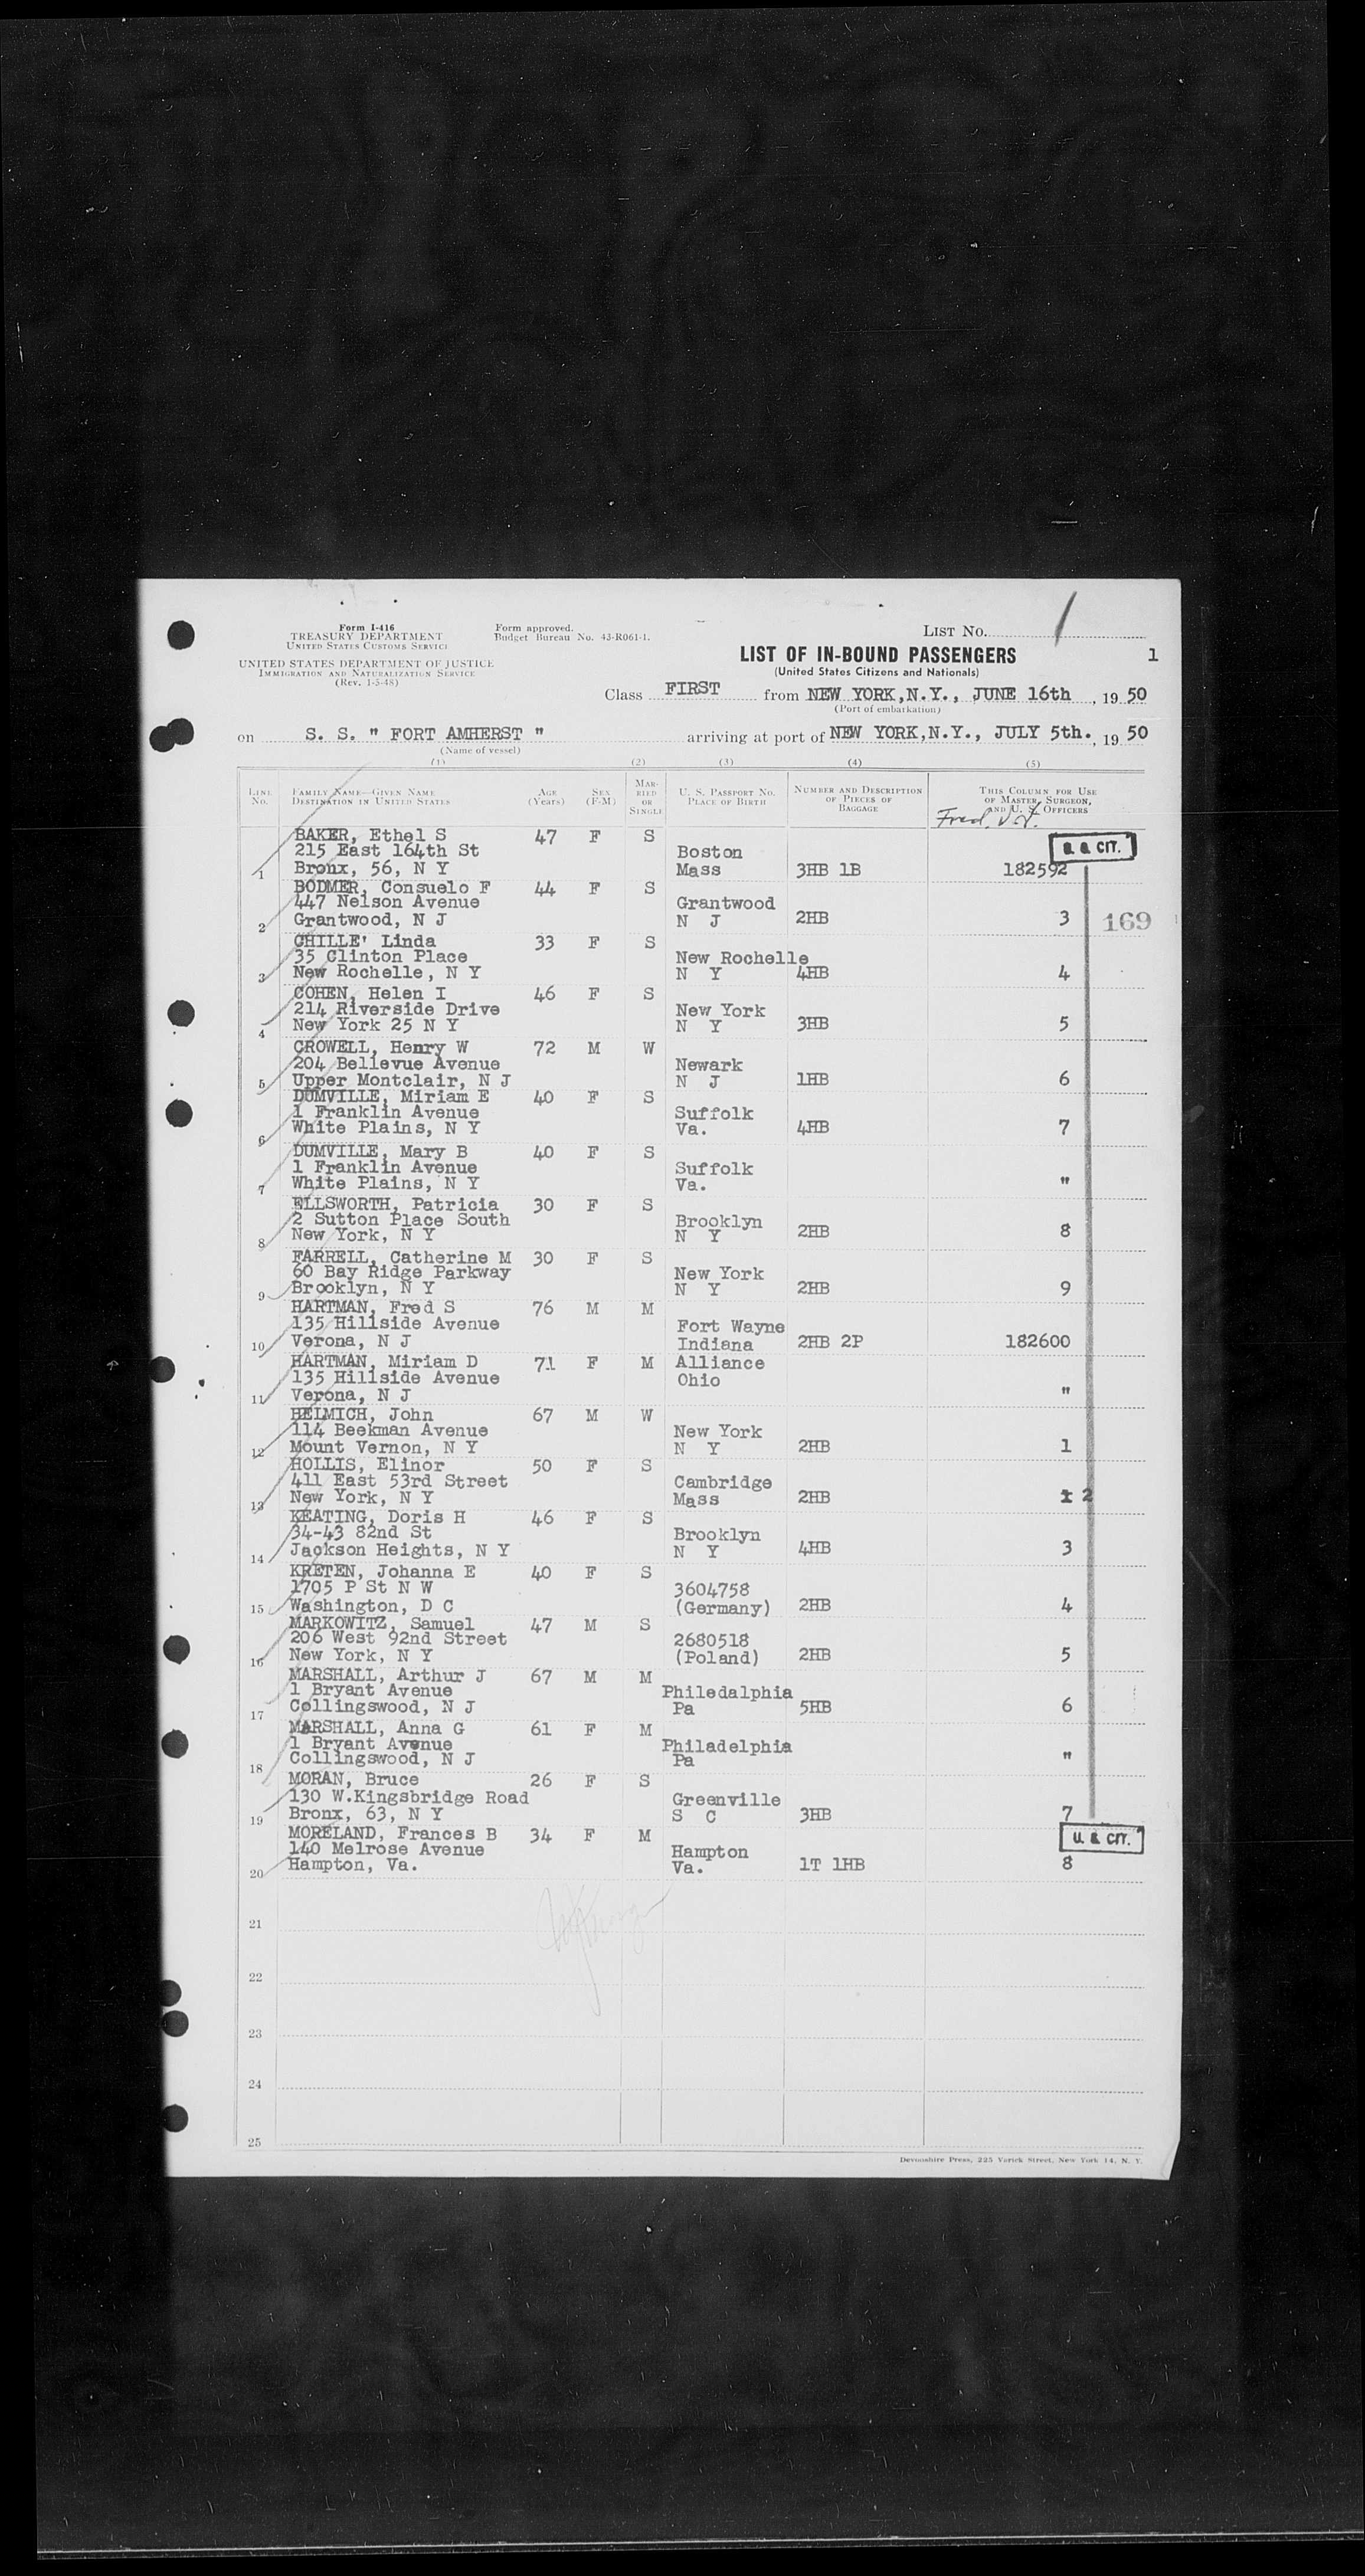 Form I-416
TREASURY DEPARTMENT
UNITED STATES CUSTOMS SERVICE
UNITED STATES DEPARTMENT OF JUSTICE
IMMIGRATION AND NATURALIZATION SERVICE
(Rev. 1-5-48)
Form approved.
Budget Bureau No. 43-R061-1.
LIST NO. 1
LIST OF IN-BOUND PASSENGERS 1
(United States Citizens and Nationals)
Class FIRST from NEW YORK,N.Y., JUNE 16th , 19 50
(Port of embarkation)
on S. S. " FORT AMHERST " arriving at port of NEW YORK,N.Y., JULY 5th. , 19 50
(Name of vessel)
(1) (2) (3) (4) (5)
LINE NO. FAMILY NAME—GIVEN NAME DESTINATION IN UNITED STATES AGE (YEARS) SEX (F-M) MARRIED OR SINGLE U. S. PASSPORT NO. PLACE OF BIRTH NUMBER AND DESCRIPTION OF PIECES OF BAGGAGE THIS COLUMN FOR USE OF MASTER, SURGEON, AND U. S. OFFICERS
BAKER, Ethel S 47 F S U. S. CIT.
215 East 164th St Boston
1 Bronx, 56, N Y Mass 3HB 1B 182592
BODMER, Consuelo F 44 F S
447 Nelson Avenue Grantwood
2 Grantwood, N J N J 2HB 3 169
CHILLE' Linda 33 F S
35 Clinton Place New Rochelle
3 New Rochelle, N Y N Y 4HB 4
COHEN, Helen I 46 F S
214 Riverside Drive New York
4 New York 25 N Y N Y 3HB 5
CROWELL, Henry W 72 M W
204 Bellevue Avenue Newark
5 Upper Montclair, N J N J 1HB 6
DUMVILLE, Miriam E 40 F S
1 Franklin Avenue Suffolk
6 White Plains, N Y Va. 4HB 7
DUMVILLE, Mary B 40 F S
1 Franklin Avenue Suffolk
7 White Plains, N Y Va. "
ELLSWORTH, Patricia 30 F S
2 Sutton Place South Brooklyn
8 New York, N Y N Y 2HB 8
FARRELL, Catherine M 30 F S
60 Bay Ridge Parkway New York
9 Brooklyn, N Y N Y 2HB 9
HARTMAN, Fred S 76 M M
135 Hillside Avenue Fort Wayne
10 Verona, N J Indiana 2HB 2P 182600
HARTMAN, Miriam D 71 F M Alliance
135 Hillside Avenue Ohio
11 Verona, N J "
HELMICH, John 67 M W
114 Beekman Avenue New York
12 Mount Vernon, N Y N Y 2HB 1
HOLLIS, Elinor 50 F S
411 East 53rd Street Cambridge
13 New York, N Y Mass 2HB 2
KEATING, Doris H 46 F S
34-43 82nd St Brooklyn
14 Jackson Heights, N Y N Y 4HB 3
KRETEN, Johanna E 40 F S
1705 P St N W 3604758
15 Washington, D C (Germany) 2HB 4
MARKOWITZ, Samuel 47 M S
206 West 92nd Street 2680518
16 New York, N Y (Poland) 2HB 5
MARSHALL, Arthur J 67 M M
1 Bryant Avenue Philedalphia
17 Collingswood, N J Pa 5HB 6
MARSHALL, Anna G 61 F M
1 Bryant Avenue Philadelphia
18 Collingswood, N J Pa "
MORAN, Bruce 26 F S
130 W.Kingsbridge Road Greenville
19 Bronx, 63, N Y S C 3HB 7
MORELAND, Frances B 34 F M U. S. CIT.
140 Melrose Avenue Hampton
20 Hampton, Va. Va. 1T 1HB 8
21
22
23
24
25
Devonshire Press, 225 Varick Street, New York 14, N. Y.